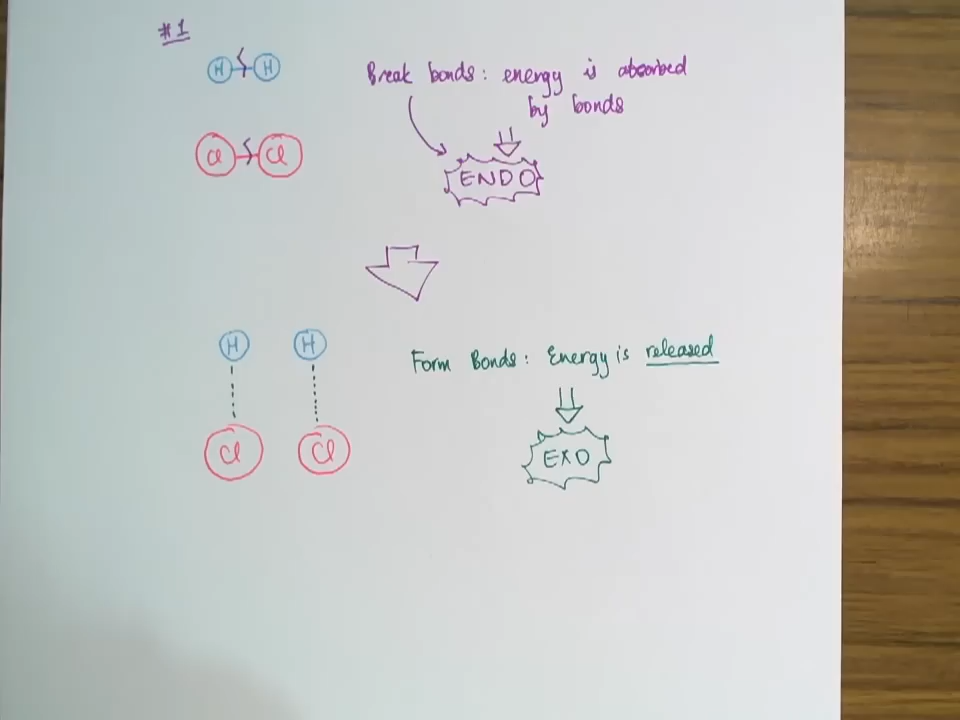 #1
H H
Break bonds: energy is absorbed
by bonds
Cl Cl
ENDO
H H
Form Bonds: Energy is released
Cl Cl
EXO